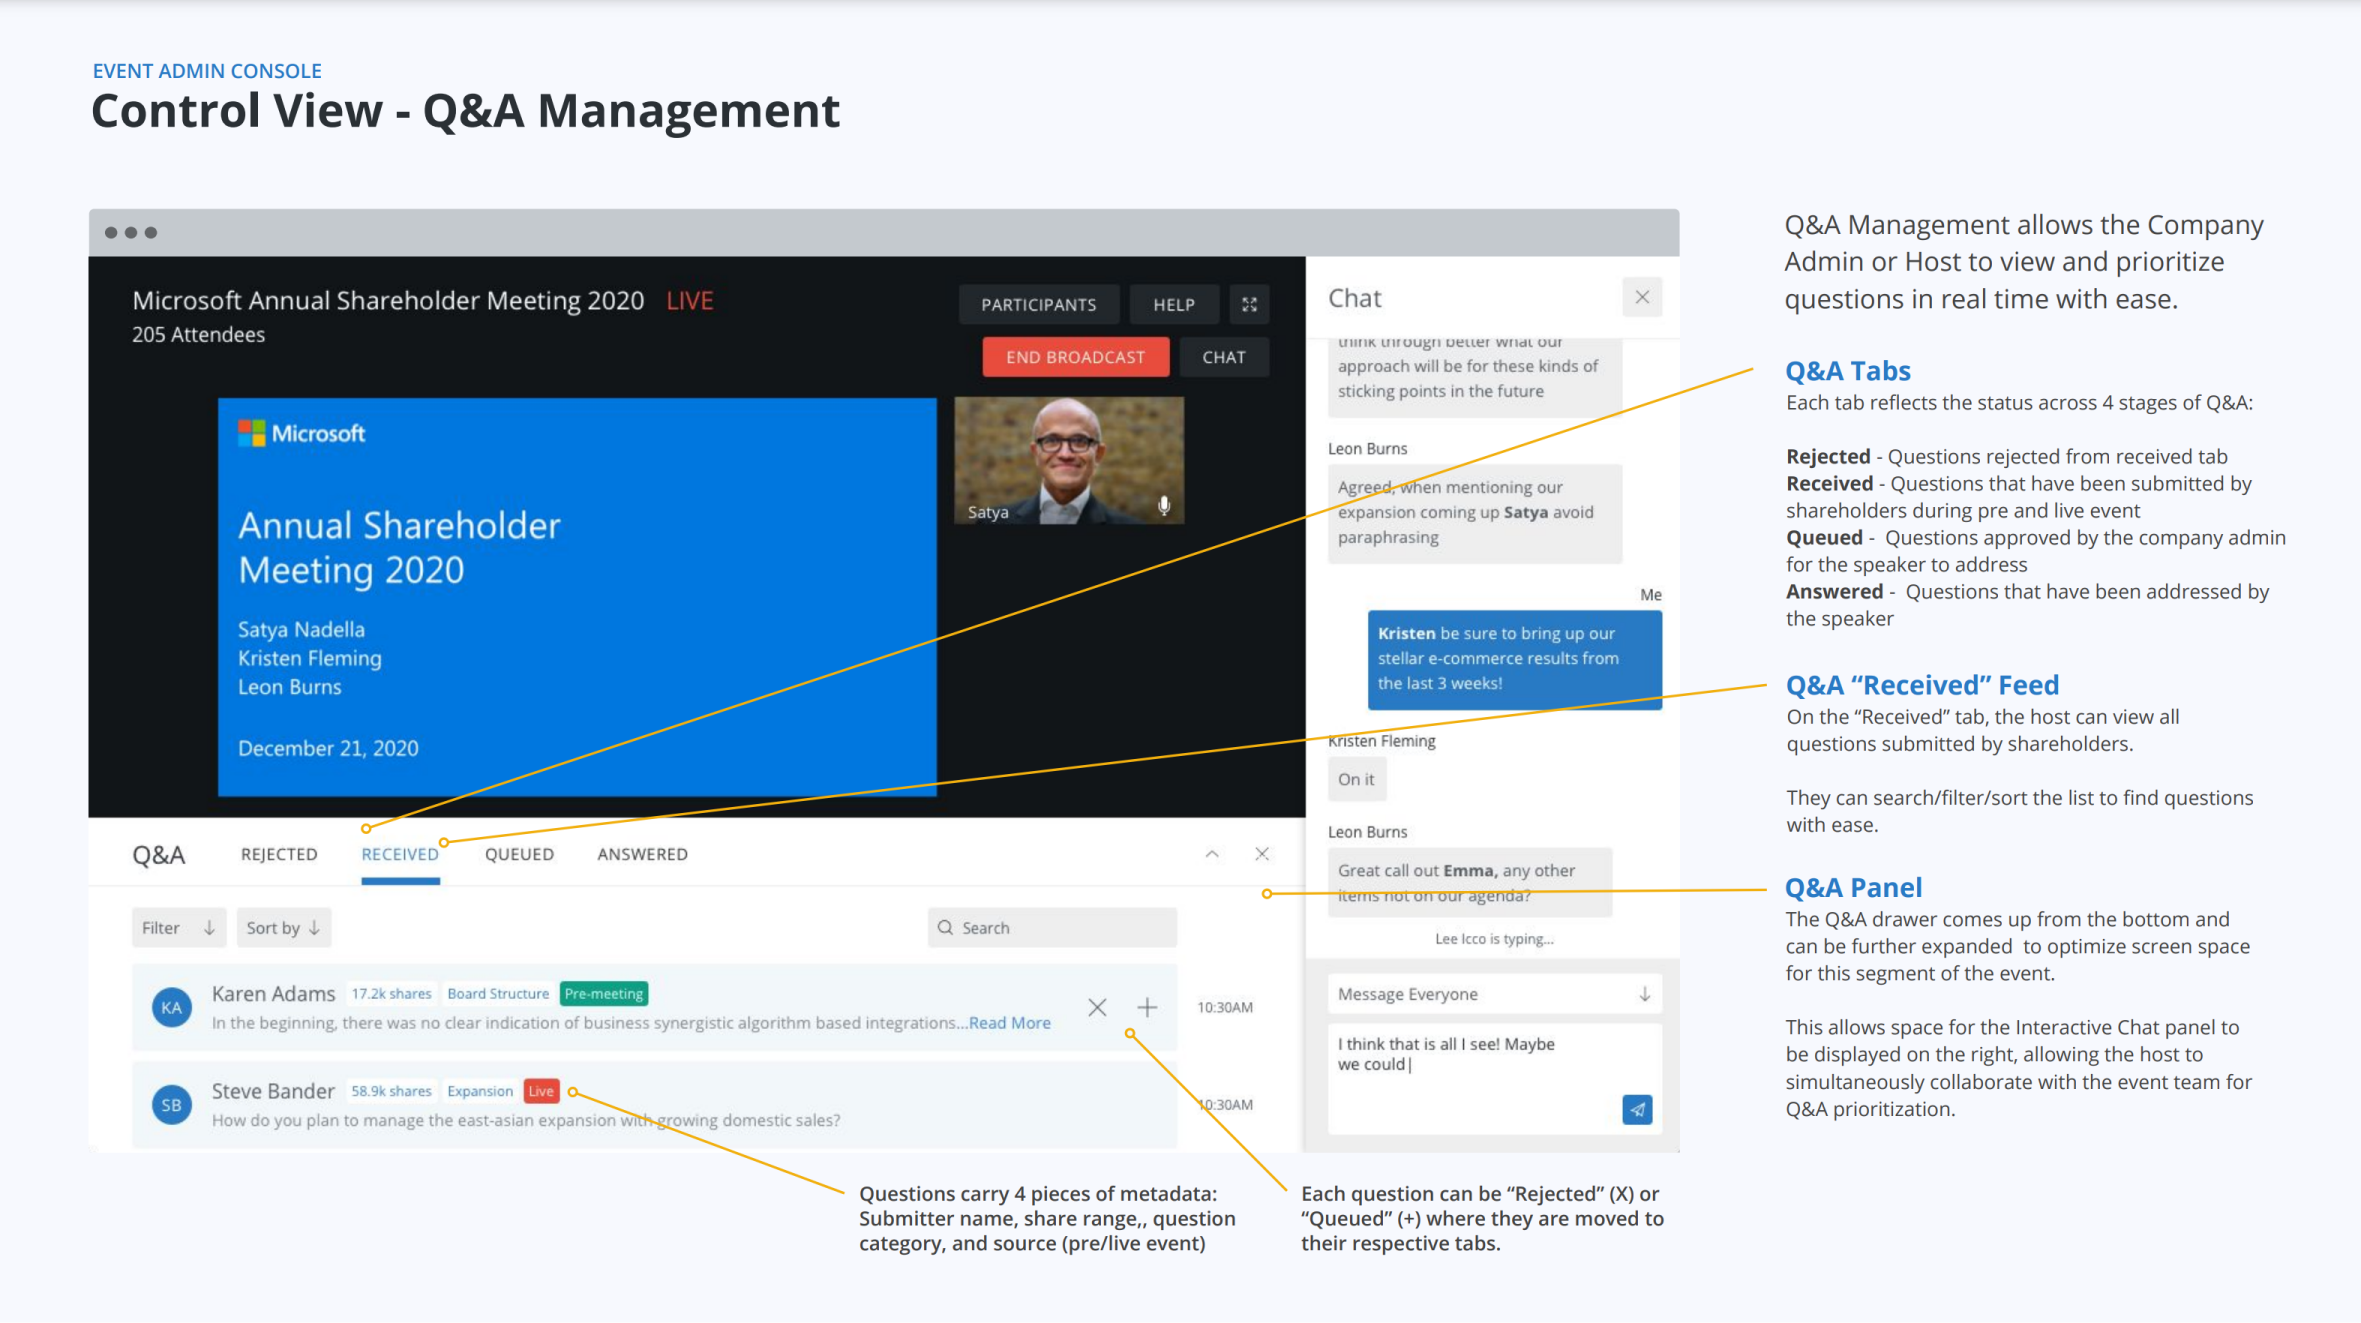 EVENT ADMIN CONSOLE
Control View - Q&A Management
Microsoft Annual Shareholder Meeting 2020 LIVE
205 Attendees
PARTICIPANTS
HELP
END BROADCAST
CHAT
Microsoft
Annual Shareholder
Meeting 2020
Satya Nadella
Kristen Fleming
Leon Burns
December 21, 2020
Satya
Chat
think through better what our
approach will be for these kinds of
sticking points in the future
Leon Burns
Agreed, when mentioning our
expansion coming up Satya avoid
paraphrasing
Me
Kristen be sure to bring up our
stellar e-commerce results from
the last 3 weeks!
Kristen Fleming
On it
Leon Burns
Great call out Emma, any other
items not on our agenda?
Lee Icco is typing...
Message Everyone
I think that is all I see! Maybe
we could
Q&A REJECTED RECEIVED QUEUED ANSWERED
Filter
Sort by
Search
KA
Karen Adams 17.2k shares Board Structure Pre-meeting
In the beginning, there was no clear indication of business synergistic algorithm based integrations...Read More
10:30AM
SB
Steve Bander 58.9k shares Expansion Live
How do you plan to manage the east-asian expansion with growing domestic sales?
10:30AM
Questions carry 4 pieces of metadata:
Submitter name, share range,, question
category, and source (pre/live event)
Each question can be “Rejected” (X) or
“Queued” (+) where they are moved to
their respective tabs.
Q&A Management allows the Company
Admin or Host to view and prioritize
questions in real time with ease.
Q&A Tabs
Each tab reflects the status across 4 stages of Q&A:
Rejected - Questions rejected from received tab
Received - Questions that have been submitted by
shareholders during pre and live event
Queued - Questions approved by the company admin
for the speaker to address
Answered - Questions that have been addressed by
the speaker
Q&A “Received” Feed
On the “Received” tab, the host can view all
questions submitted by shareholders.
They can search/filter/sort the list to find questions
with ease.
Q&A Panel
The Q&A drawer comes up from the bottom and
can be further expanded to optimize screen space
for this segment of the event.
This allows space for the Interactive Chat panel to
be displayed on the right, allowing the host to
simultaneously collaborate with the event team for
Q&A prioritization.